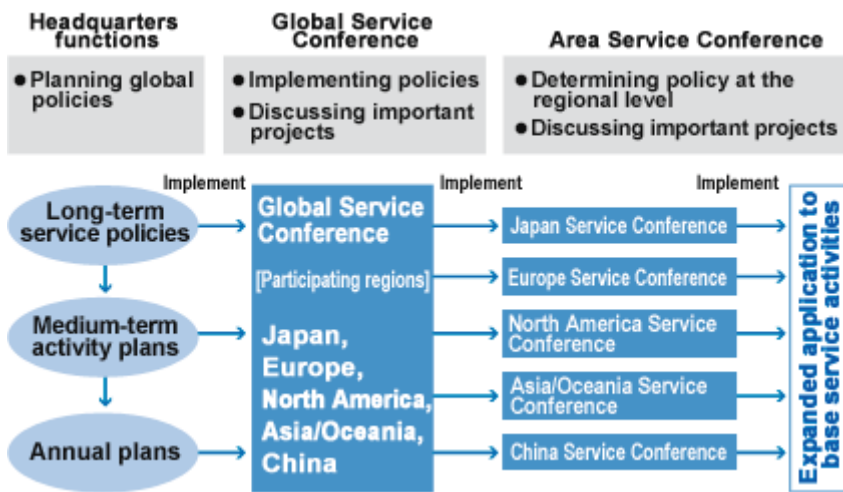 Headquarters
functions
● Planning global
policies
Global Service
Conference
● Implementing policies
● Discussing important
projects
Area Service Conference
● Determining policy at the
regional level
● Discussing important projects
Implement
Implement
Implement
Long-term
service policies
Medium-term
activity plans
Annual plans
Global Service
Conference
[Participating regions]
Japan,
Europe,
North America,
Asia/Oceania,
China
Japan Service Conference
Europe Service Conference
North America Service
Conference
Asia/Oceania Service
Conference
China Service Conference
Expanded application to
base service activities